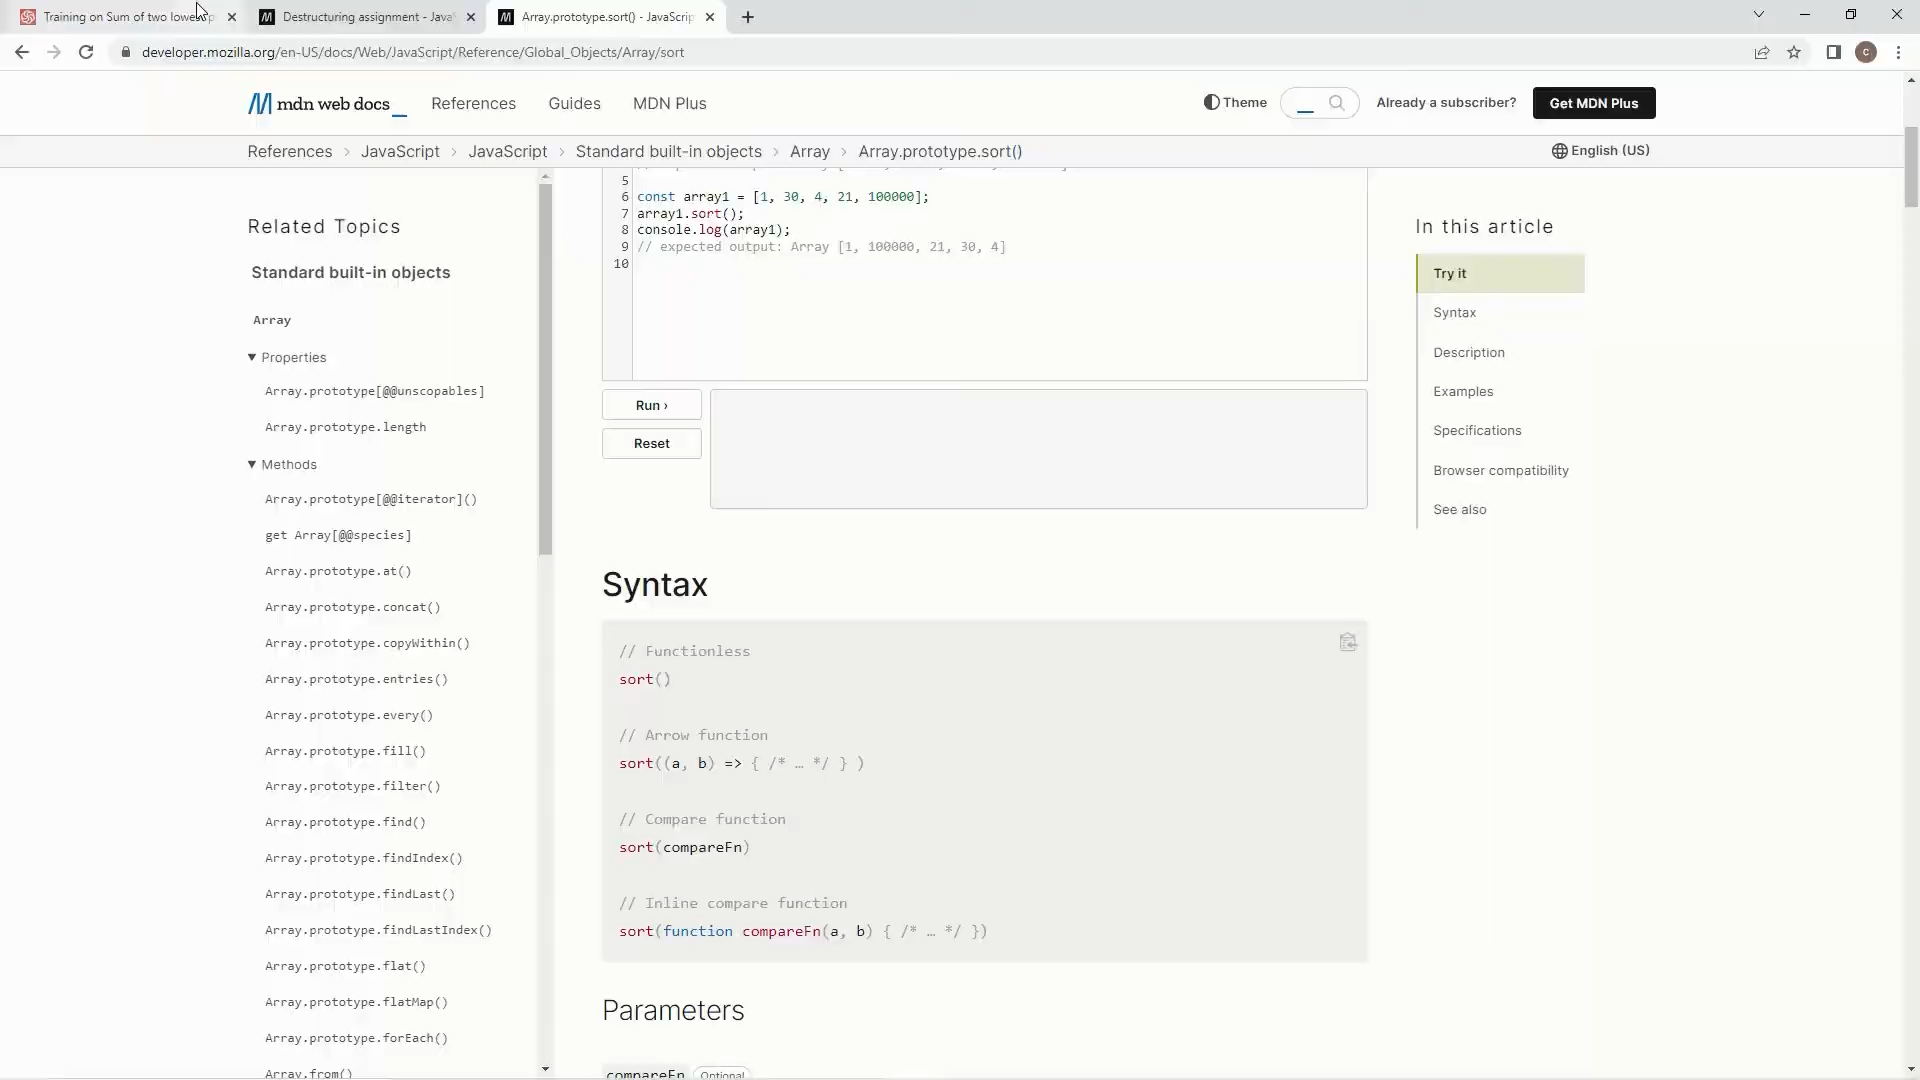 Training on Sum of two lowest p
Destructuring assignment - Java
Array.prototype.sort() - JavaScrip
developer.mozilla.org/en-US/docs/Web/JavaScript/Reference/Global_Objects/Array/sort
C
mdn web docs
References
Guides
MDN Plus
Theme
Already a subscriber?
Get MDN Plus
References > JavaScript > JavaScript > Standard built-in objects > Array > Array.prototype.sort()
English (US)
Related Topics
Standard built-in objects
Array
▼ Properties
Array.prototype[@@unscopables]
Array.prototype.length
▼ Methods
Array.prototype[@@iterator]()
get Array[@@species]
Array.prototype.at()
Array.prototype.concat()
Array.prototype.copyWithin()
Array.prototype.entries()
Array.prototype.every()
Array.prototype.fill()
Array.prototype.filter()
Array.prototype.find()
Array.prototype.findIndex()
Array.prototype.findLast()
Array.prototype.findLastIndex()
Array.prototype.flat()
Array.prototype.flatMap()
Array.prototype.forEach()
Array.from()
5
6 const array1 = [1, 30, 4, 21, 100000];
7 array1.sort();
8 console.log(array1);
9 // expected output: Array [1, 100000, 21, 30, 4]
10
Run ›
Reset
Syntax
// Functionless
sort()
// Arrow function
sort((a, b) => { /* … */ } )
// Compare function
sort(compareFn)
// Inline compare function
sort(function compareFn(a, b) { /* … */ })
Parameters
compareFn Optional
In this article
Try it
Syntax
Description
Examples
Specifications
Browser compatibility
See also